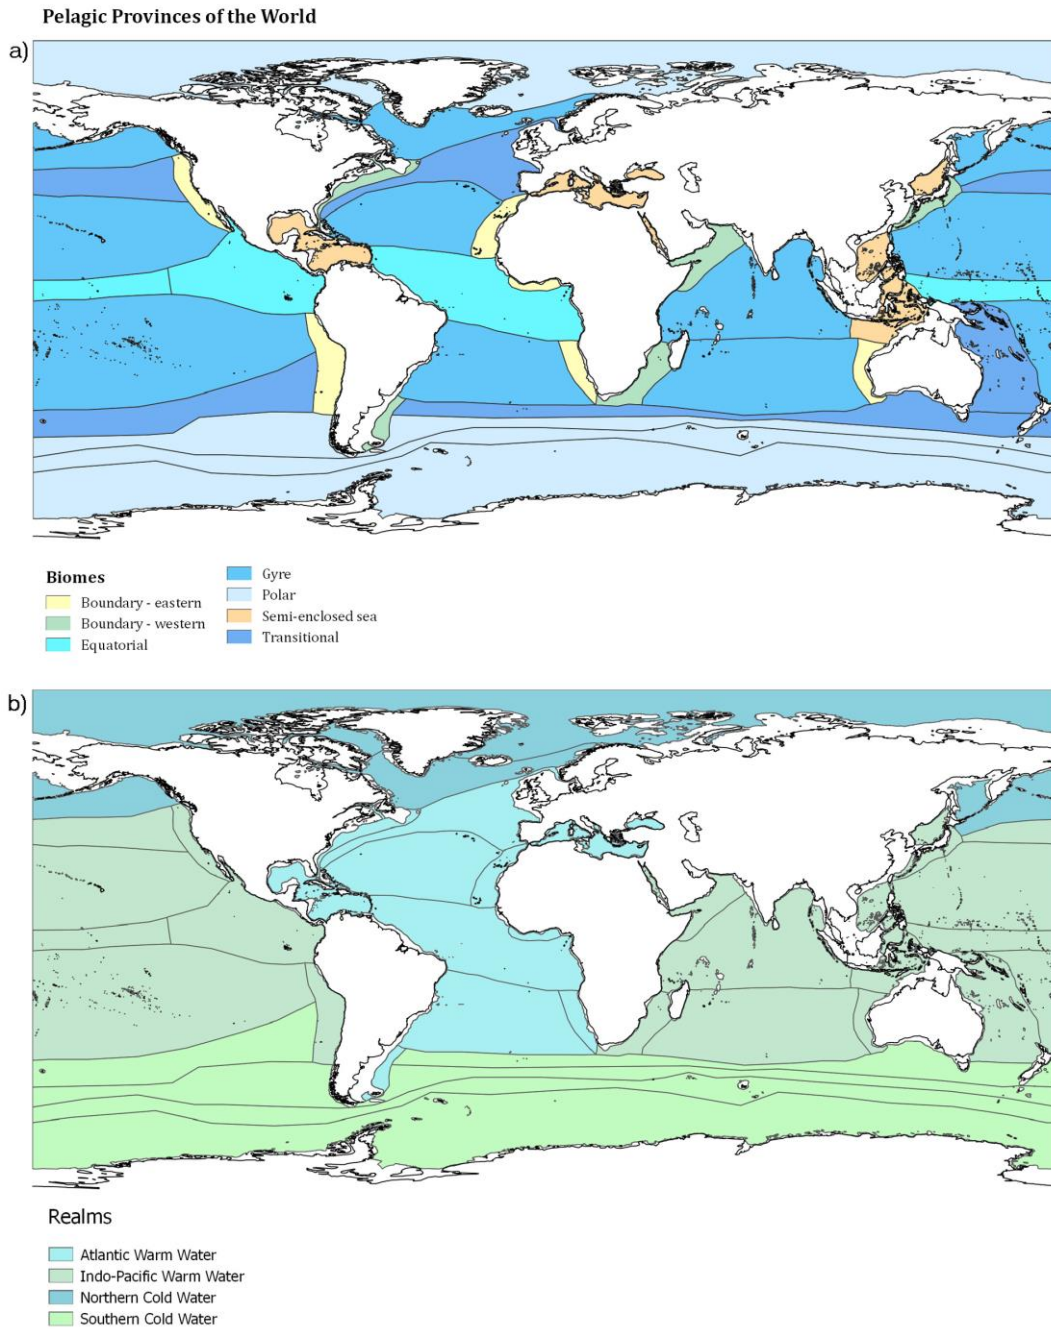 Pelagic Provinces of the World
a)
Biomes
Boundary - eastern
Boundary - western
Equatorial
Gyre
Polar
Semi-enclosed sea
Transitional
b)
Realms
Atlantic Warm Water
Indo-Pacific Warm Water
Northern Cold Water
Southern Cold Water